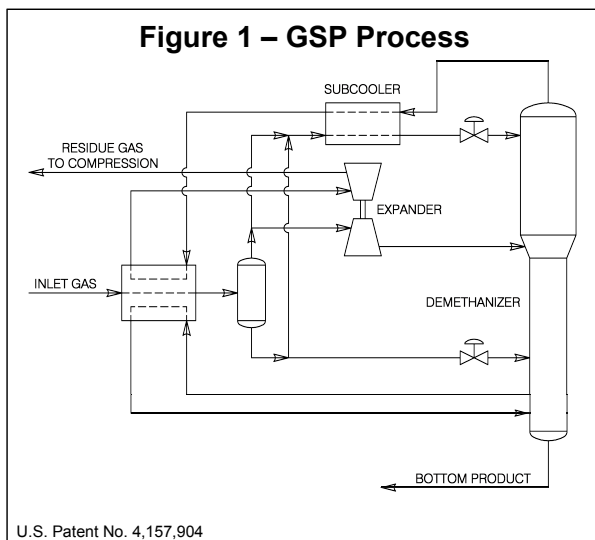 Figure 1 – GSP Process
SUBCOOLER
RESIDUE GAS
TO COMPRESSION
EXPANDER
INLET GAS
DEMETHANIZER
BOTTOM PRODUCT
U.S. Patent No. 4,157,904